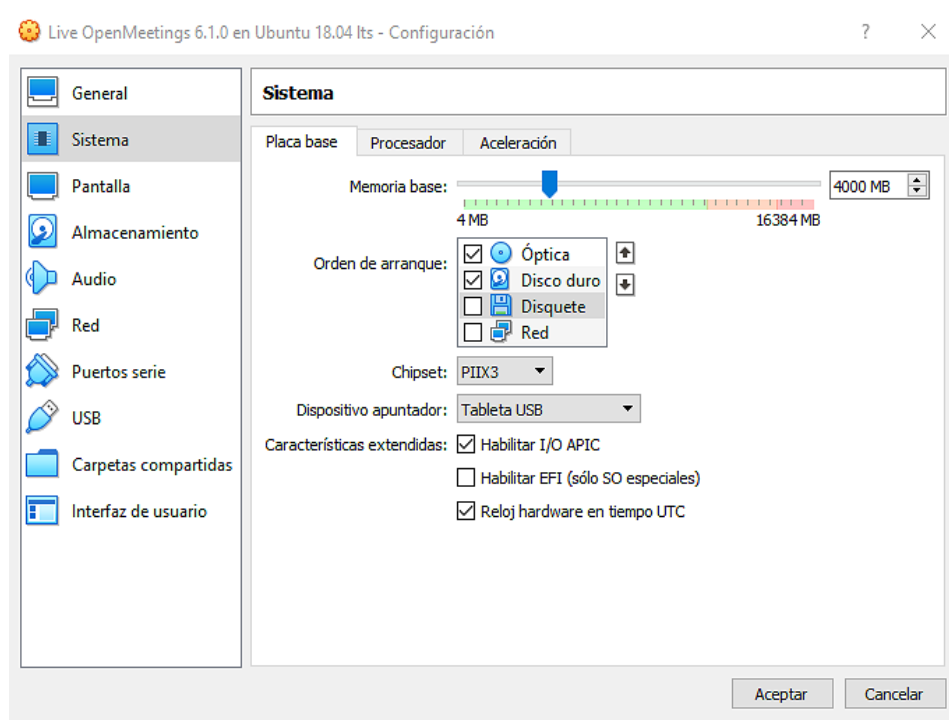 Live OpenMeetings 6.1.0 en Ubuntu 18.04 lts - Configuración ?
General
Sistema
Pantalla
Almacenamiento
Audio
Red
Puertos serie
USB
Carpetas compartidas
Interfaz de usuario
Sistema
Placa base Procesador Aceleración
Memoria base: 4000 MB
4 MB 16384 MB
Orden de arranque: Óptica
Disco duro
Disquete
Red
Chipset: PIIX3
Dispositivo apuntador: Tableta USB
Características extendidas: Habilitar I/O APIC
Habilitar EFI (sólo SO especiales)
Reloj hardware en tiempo UTC
Aceptar Cancelar